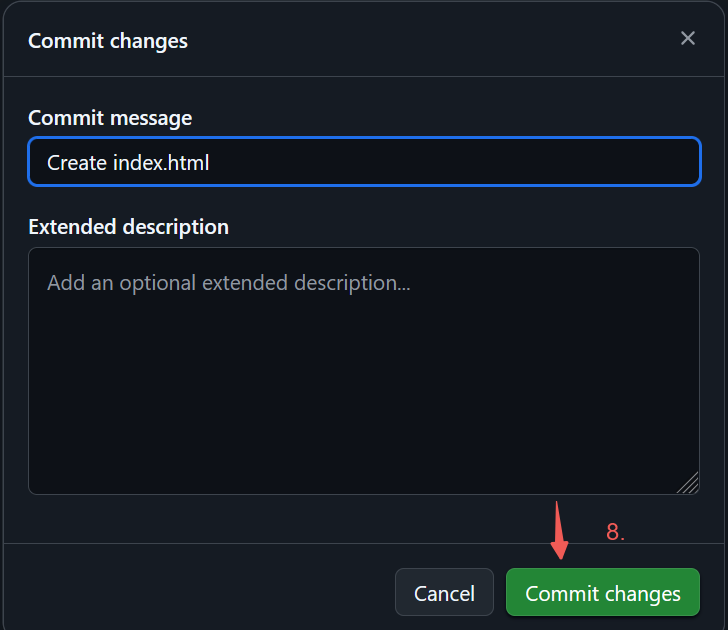 Commit changes
Commit message
Create index.html
Extended description
Add an optional extended description...
8.
Cancel
Commit changes